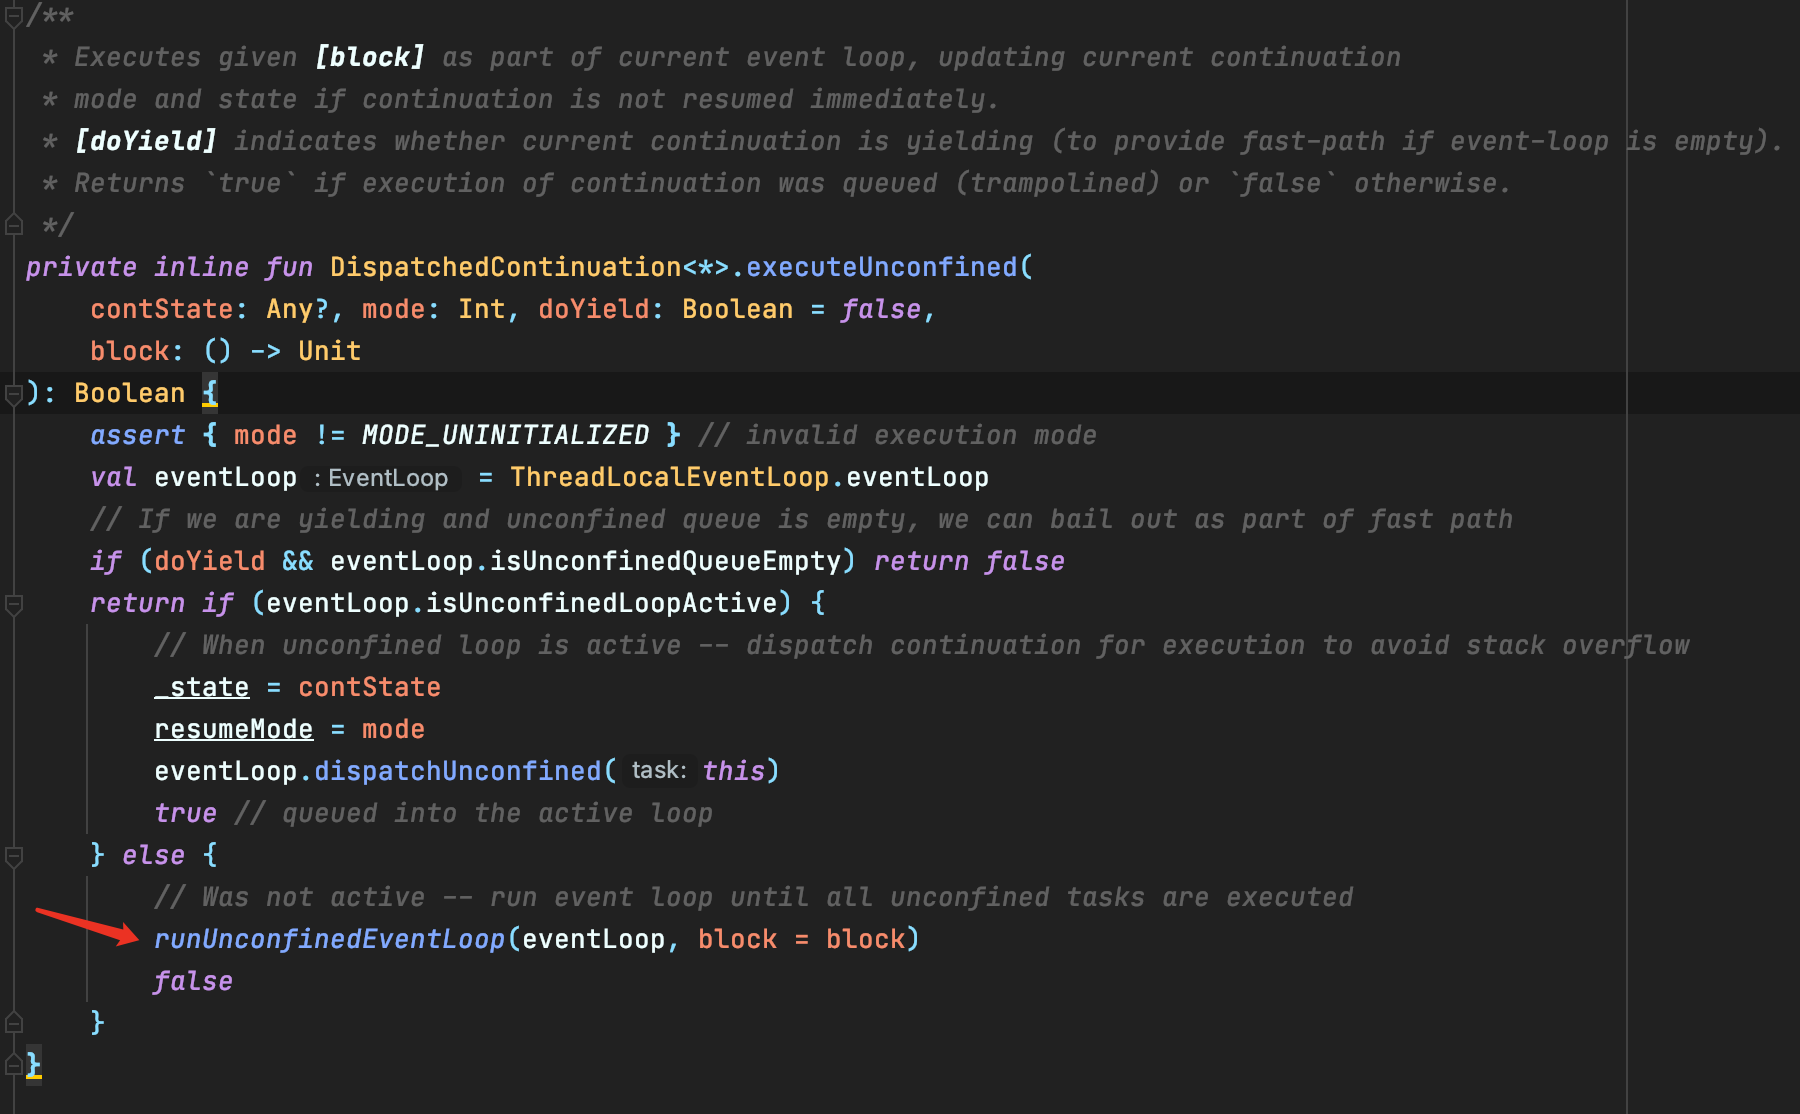 /**
 * Executes given [block] as part of current event loop, updating current continuation
 * mode and state if continuation is not resumed immediately.
 * [doYield] indicates whether current continuation is yielding (to provide fast-path if event-loop is empty).
 * Returns `true` if execution of continuation was queued (trampolined) or `false` otherwise.
 */
private inline fun DispatchedContinuation<*>.executeUnconfined(
    contState: Any?, mode: Int, doYield: Boolean = false,
    block: () -> Unit
): Boolean {
    assert { mode != MODE_UNINITIALIZED } // invalid execution mode
    val eventLoop : EventLoop = ThreadLocalEventLoop.eventLoop
    // If we are yielding and unconfined queue is empty, we can bail out as part of fast path
    if (doYield && eventLoop.isUnconfinedQueueEmpty) return false
    return if (eventLoop.isUnconfinedLoopActive) {
        // When unconfined loop is active -- dispatch continuation for execution to avoid stack overflow
        _state = contState
        resumeMode = mode
        eventLoop.dispatchUnconfined( task: this)
        true // queued into the active loop
    } else {
        // Was not active -- run event loop until all unconfined tasks are executed
        runUnconfinedEventLoop(eventLoop, block = block)
        false
    }
}